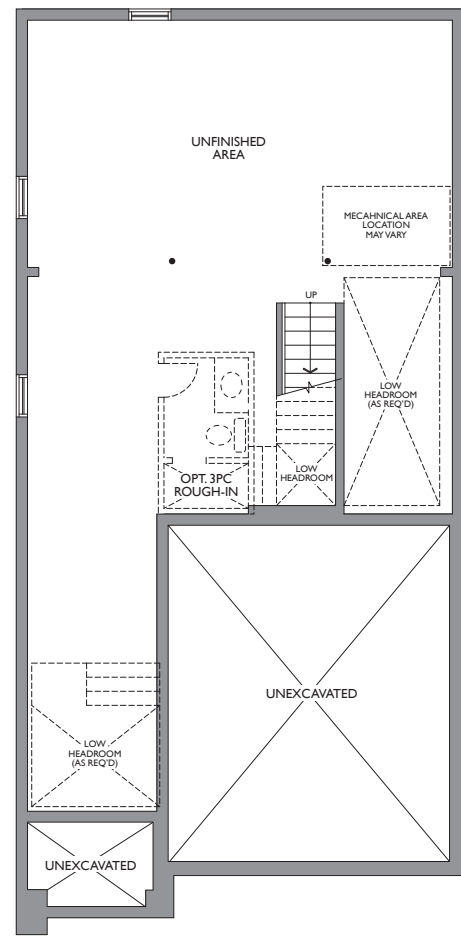 UNFINISHED
AREA
MECAHNICAL AREA
LOCATION
MAY VARY
UP
LOW
HEADROOM
(AS REQ'D)
LOW
HEADROOM
OPT. 3PC
ROUGH-IN
UNEXCAVATED
LOW
HEADROOM
(AS REQ'D)
UNEXCAVATED